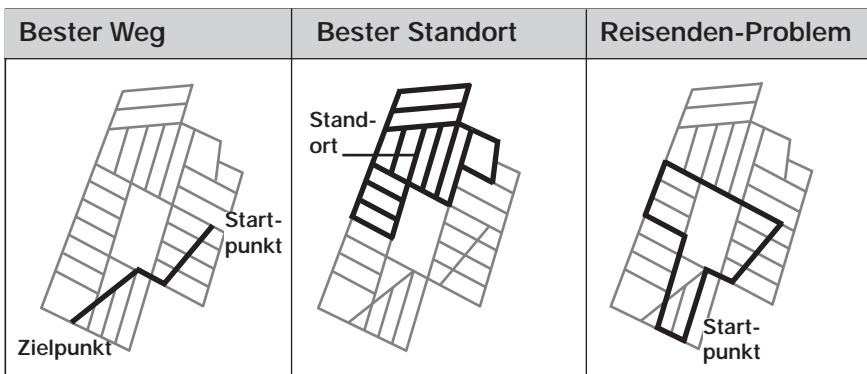 Bester Weg
Bester Standort
Reisenden-Problem
Start-
punkt
Zielpunkt
Stand-
ort
Start-
punkt